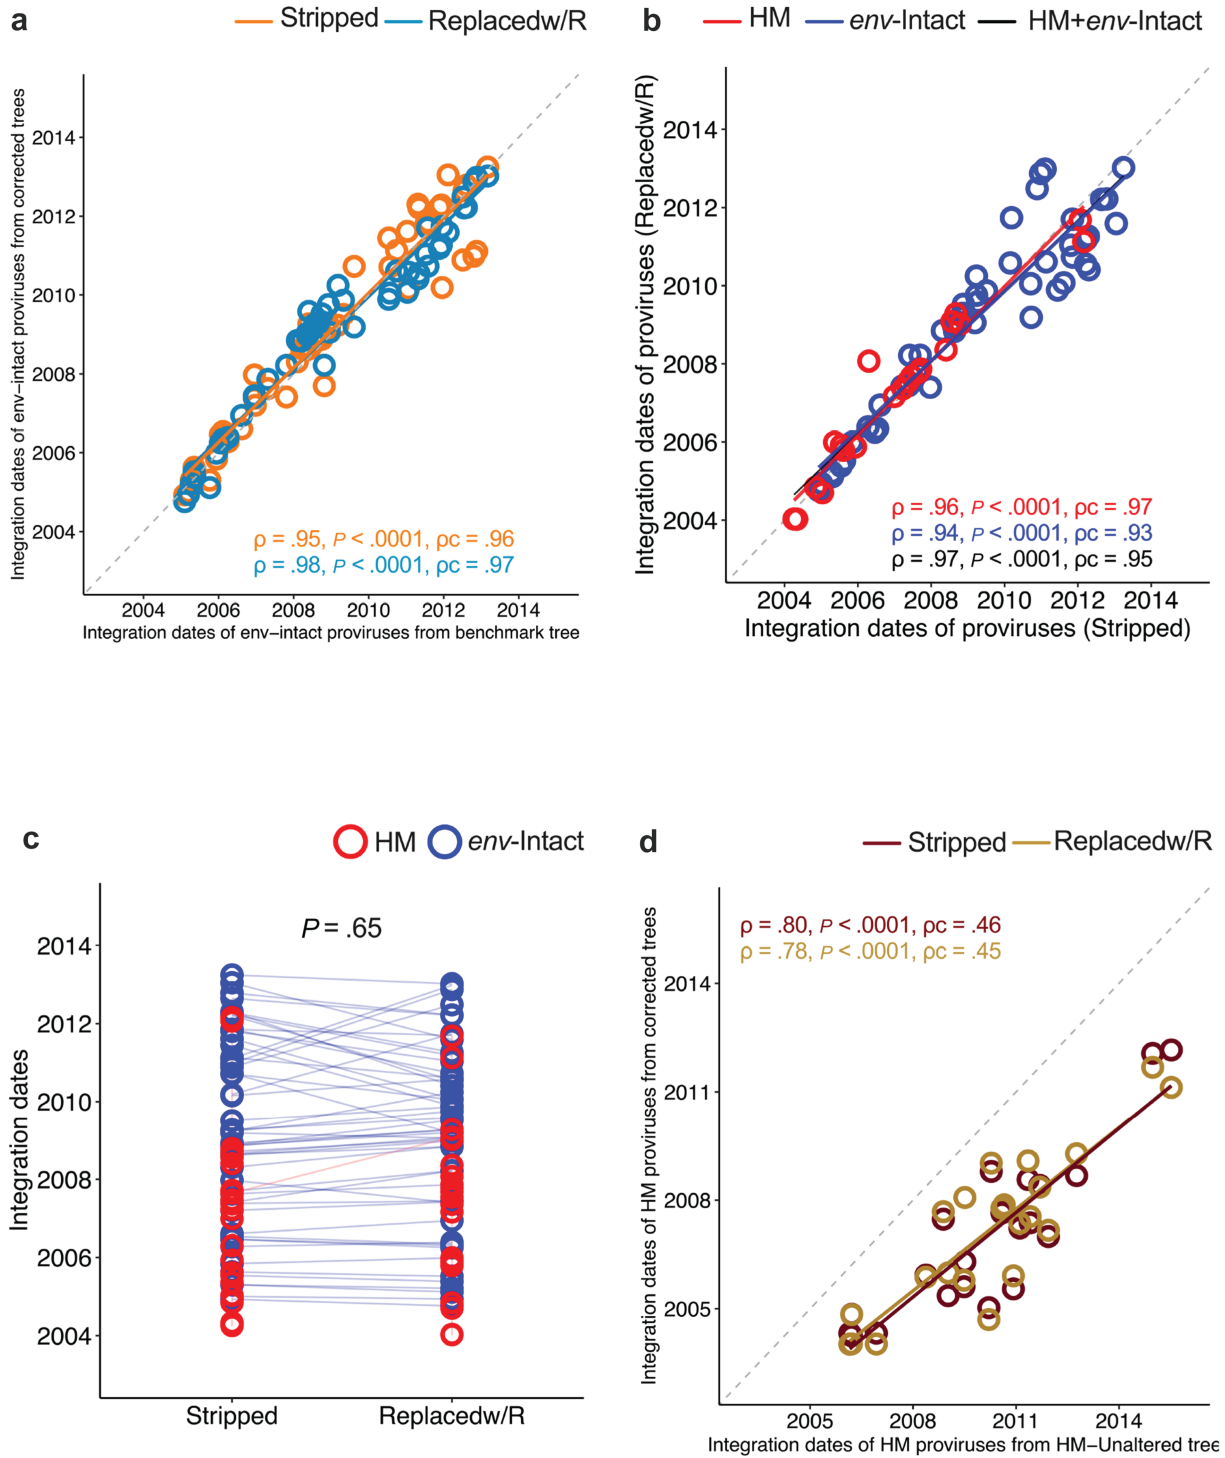 a
Stripped Replacedw/R
Integration dates of env−intact proviruses from corrected trees
2014
2012
2010
2008
2006
2004
ρ = .95, P < .0001, ρc = .96
ρ = .98, P < .0001, ρc = .97
2004 2006 2008 2010 2012 2014
Integration dates of env−intact proviruses from benchmark tree
b
HM env-Intact HM+env-Intact
Integration dates of proviruses (Replacedw/R)
2014
2012
2010
2008
2006
2004
ρ = .96, P < .0001, ρc = .97
ρ = .94, P < .0001, ρc = .93
ρ = .97, P < .0001, ρc = .95
2004 2006 2008 2010 2012 2014
Integration dates of proviruses (Stripped)
c
HM env-Intact
P = .65
Integration dates
2014
2012
2010
2008
2006
2004
Stripped Replacedw/R
d
Stripped Replacedw/R
ρ = .80, P < .0001, ρc = .46
ρ = .78, P < .0001, ρc = .45
Integration dates of HM proviruses from corrected trees
2014
2011
2008
2005
2005 2008 2011 2014
Integration dates of HM proviruses from HM−Unaltered tree